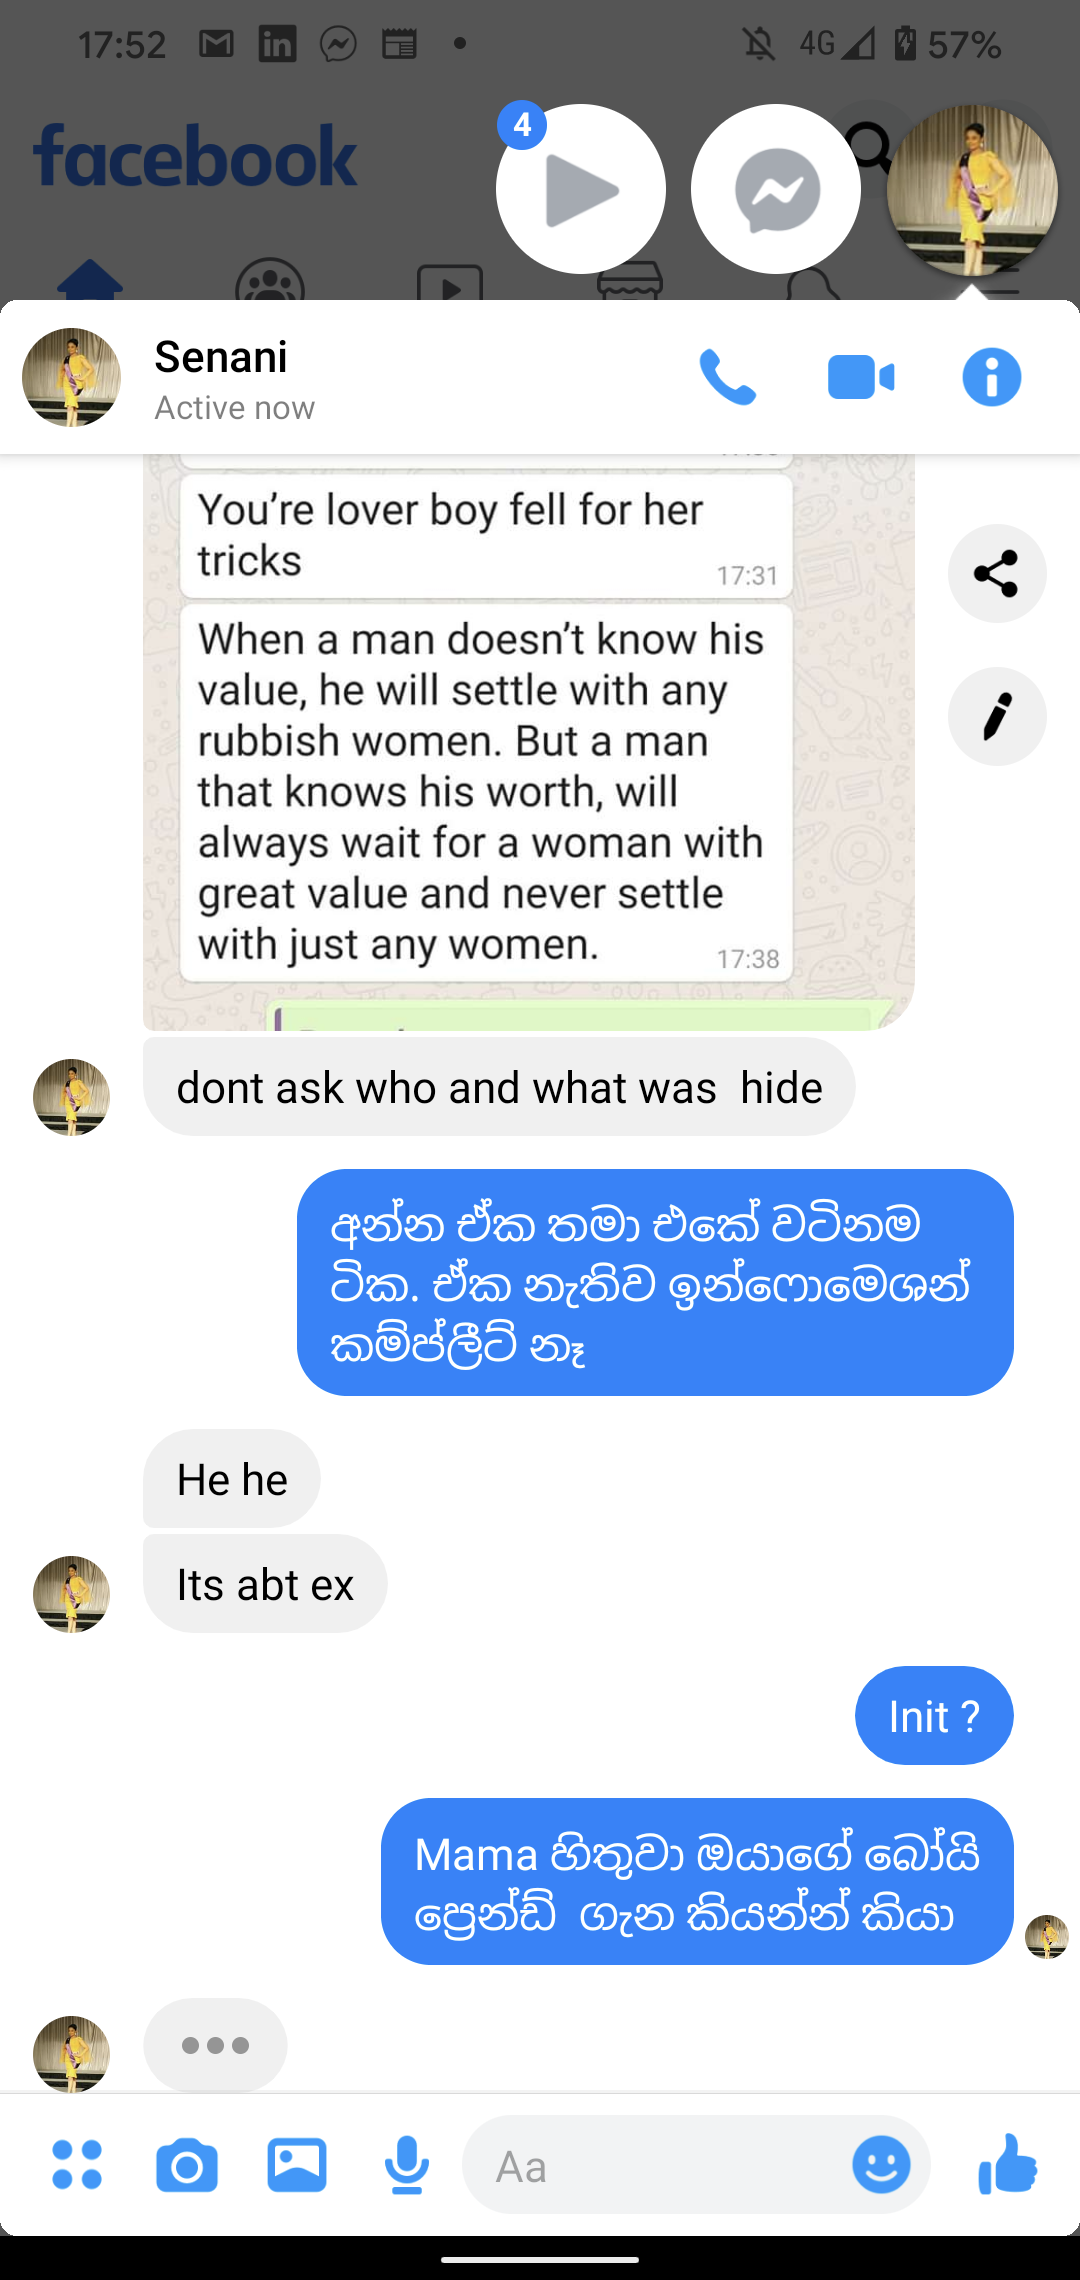 17:52
4G
57%
facebook
4
Senani
Active now
You're lover boy fell for her
tricks
17:31
When a man doesn't know his
value, he will settle with any
rubbish women. But a man
that knows his worth, will
always wait for a woman with
great value and never settle
with just any women.
17:38
dont ask who and what was  hide
අන්න ඒක තමා එකේ වටිනම
ටික. ඒක නැතිව ඉන්ෆොමෙශන්
කම්ප්ලීට් නෑ
He he
Its abt ex
Init ?
Mama හිතුවා ඔයාගේ බෝයි
ප්‍රෙන්ඩ්  ගැන කියන්න් කියා
Aa